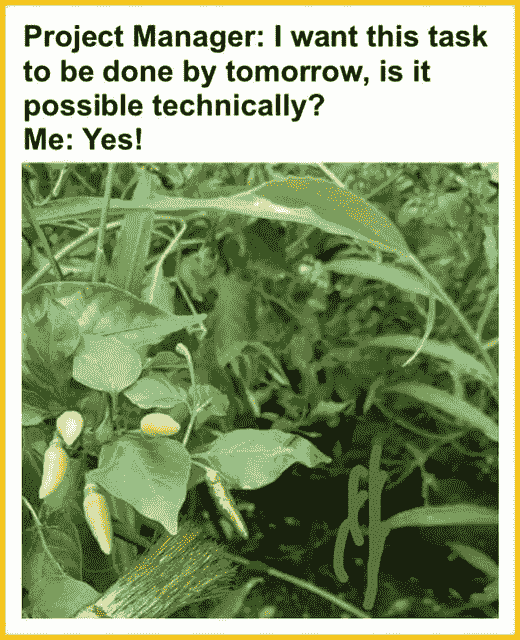 Project Manager: I want this task
to be done by tomorrow, is it
possible technically?
Me: Yes!